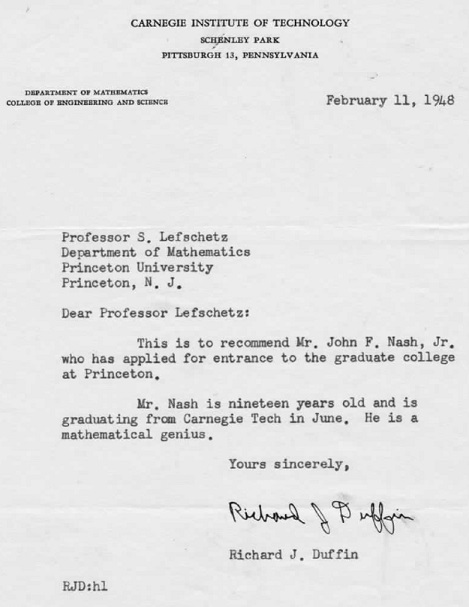 CARNEGIE INSTITUTE OF TECHNOLOGY
SCHENLEY PARK
PITTSBURGH 13, PENNSYLVANIA
DEPARTMENT OF MATHEMATICS
COLLEGE OF ENGINEERING AND SCIENCE
February 11, 1948
Professor S. Lefschetz
Department of Mathematics
Princeton University
Princeton, N. J.
Dear Professor Lefschetz:
This is to recommend Mr. John F. Nash, Jr.
who has applied for entrance to the graduate college
at Princeton.
Mr. Nash is nineteen years old and is
graduating from Carnegie Tech in June. He is a
mathematical genius.
Yours sincerely,
Richard J Duffin
Richard J. Duffin
RJD:hl